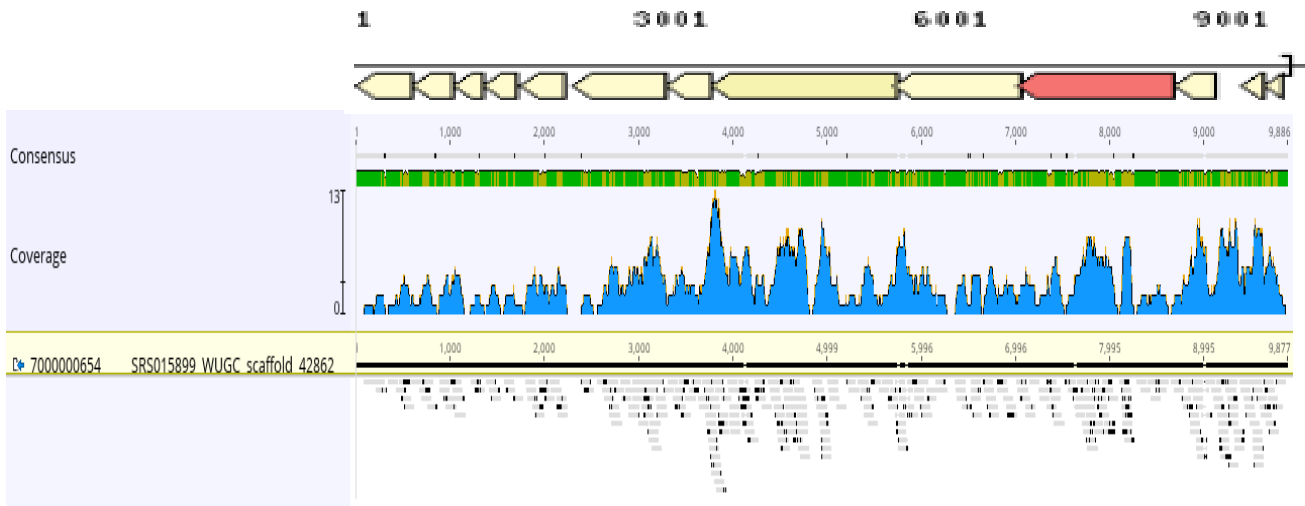 1 3001 6001 9001
1 1,000 2,000 3,000 4,000 5,000 6,000 7,000 8,000 9,000 9,886
Consensus
13
Coverage
0
7000000654 SRS015899_WUGC_scaffold_42862
1 1,000 2,000 3,000 4,000 4,999 5,996 6,996 7,995 8,995 9,877